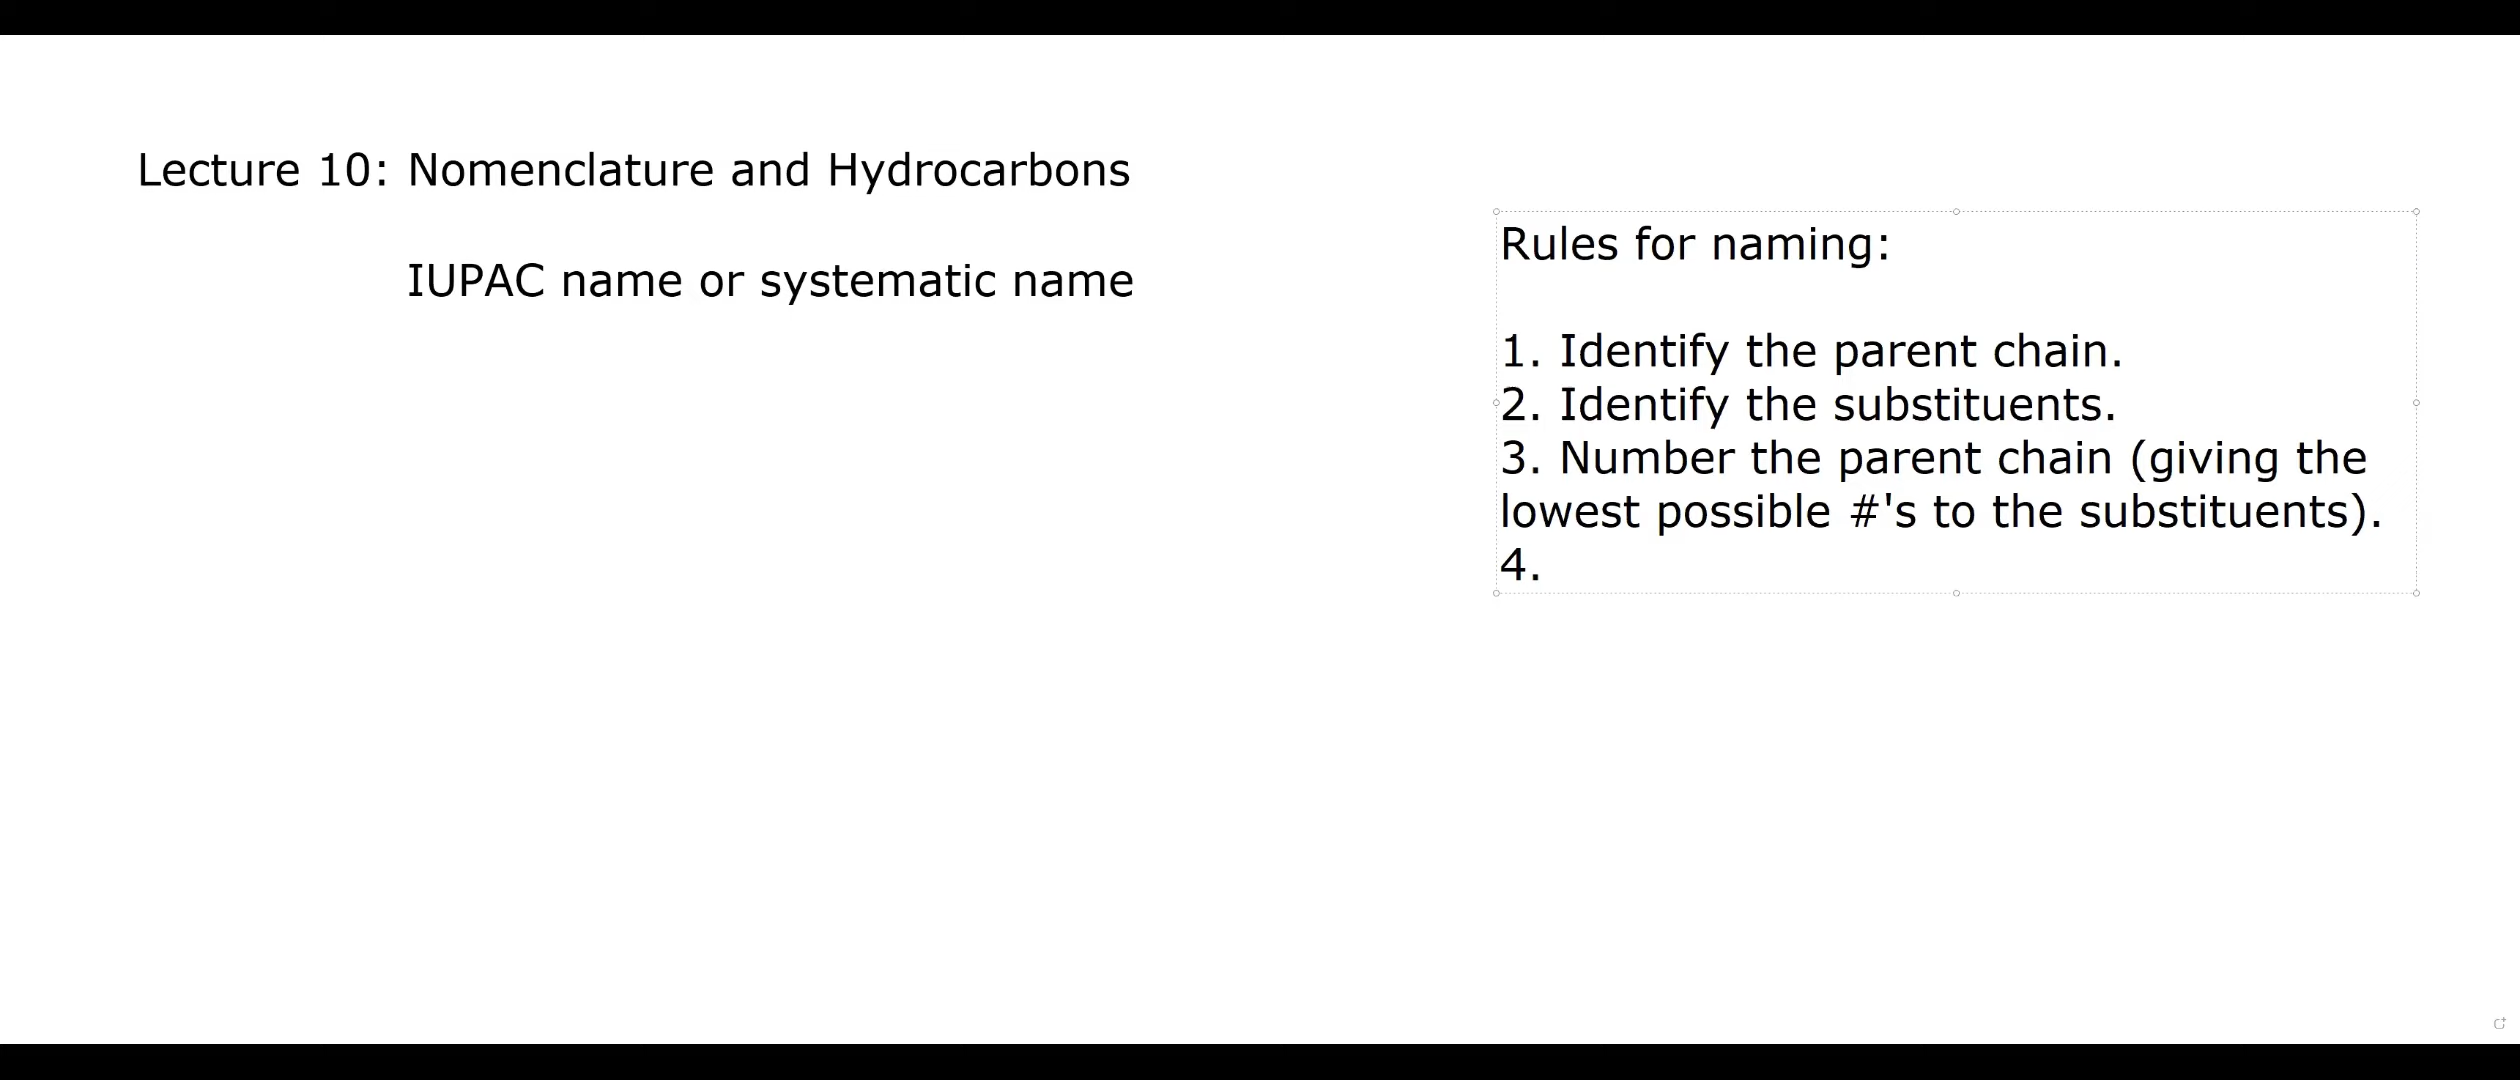 Lecture 10: Nomenclature and Hydrocarbons
IUPAC name or systematic name
Rules for naming:
1. Identify the parent chain.
2. Identify the substituents.
3. Number the parent chain (giving the
lowest possible #'s to the substituents).
4.